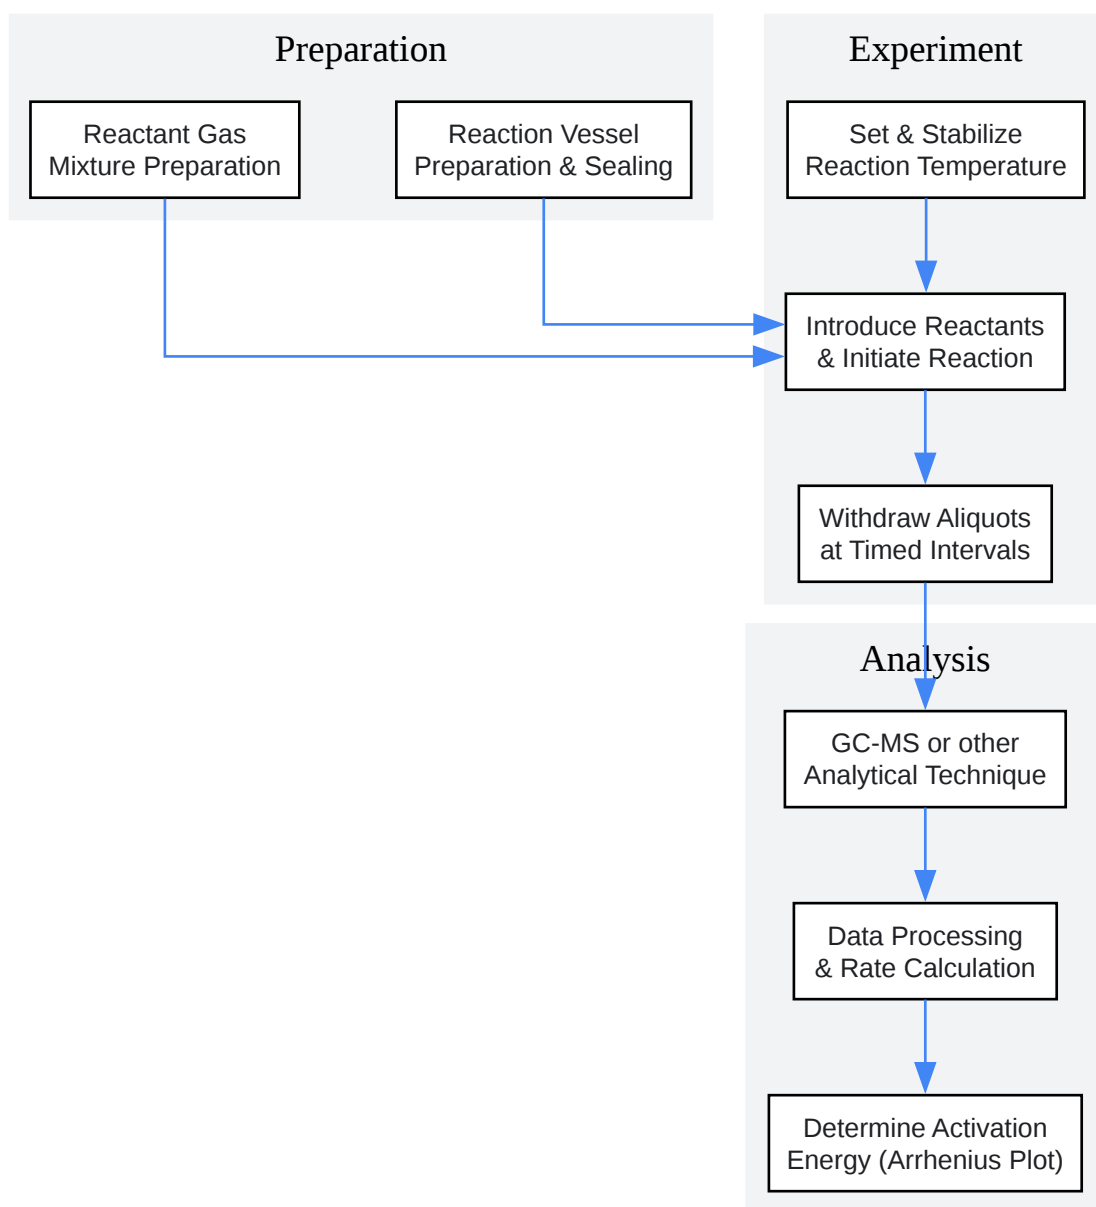 Preparation
Reactant Gas
Mixture Preparation
Reaction Vessel
Preparation & Sealing
Experiment
Set & Stabilize
Reaction Temperature
Introduce Reactants
& Initiate Reaction
Withdraw Aliquots
at Timed Intervals
Analysis
GC-MS or other
Analytical Technique
Data Processing
& Rate Calculation
Determine Activation
Energy (Arrhenius Plot)